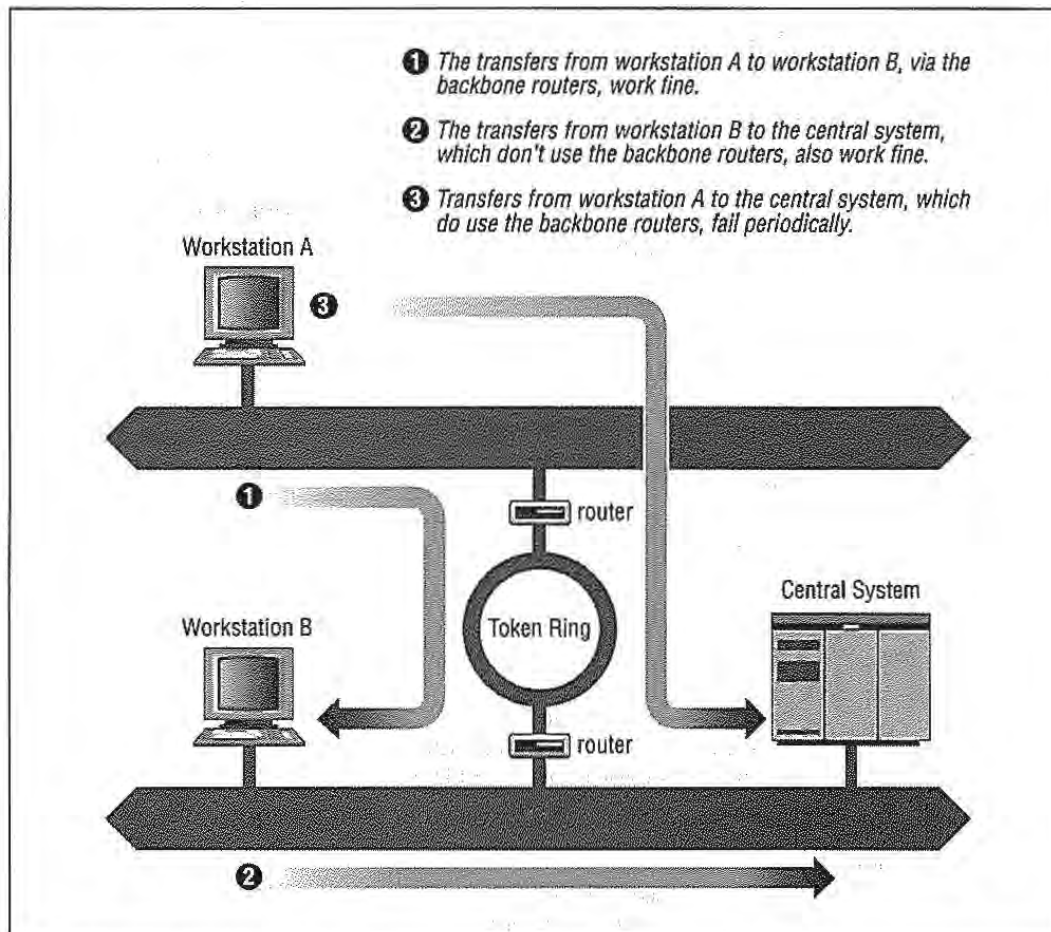 ❶ The transfers from workstation A to workstation B, via the
backbone routers, work fine.
❷ The transfers from workstation B to the central system,
which don't use the backbone routers, also work fine.
❸ Transfers from workstation A to the central system, which
do use the backbone routers, fail periodically.
Workstation A
❸
❶
router
Central System
Workstation B
Token Ring
router
❷